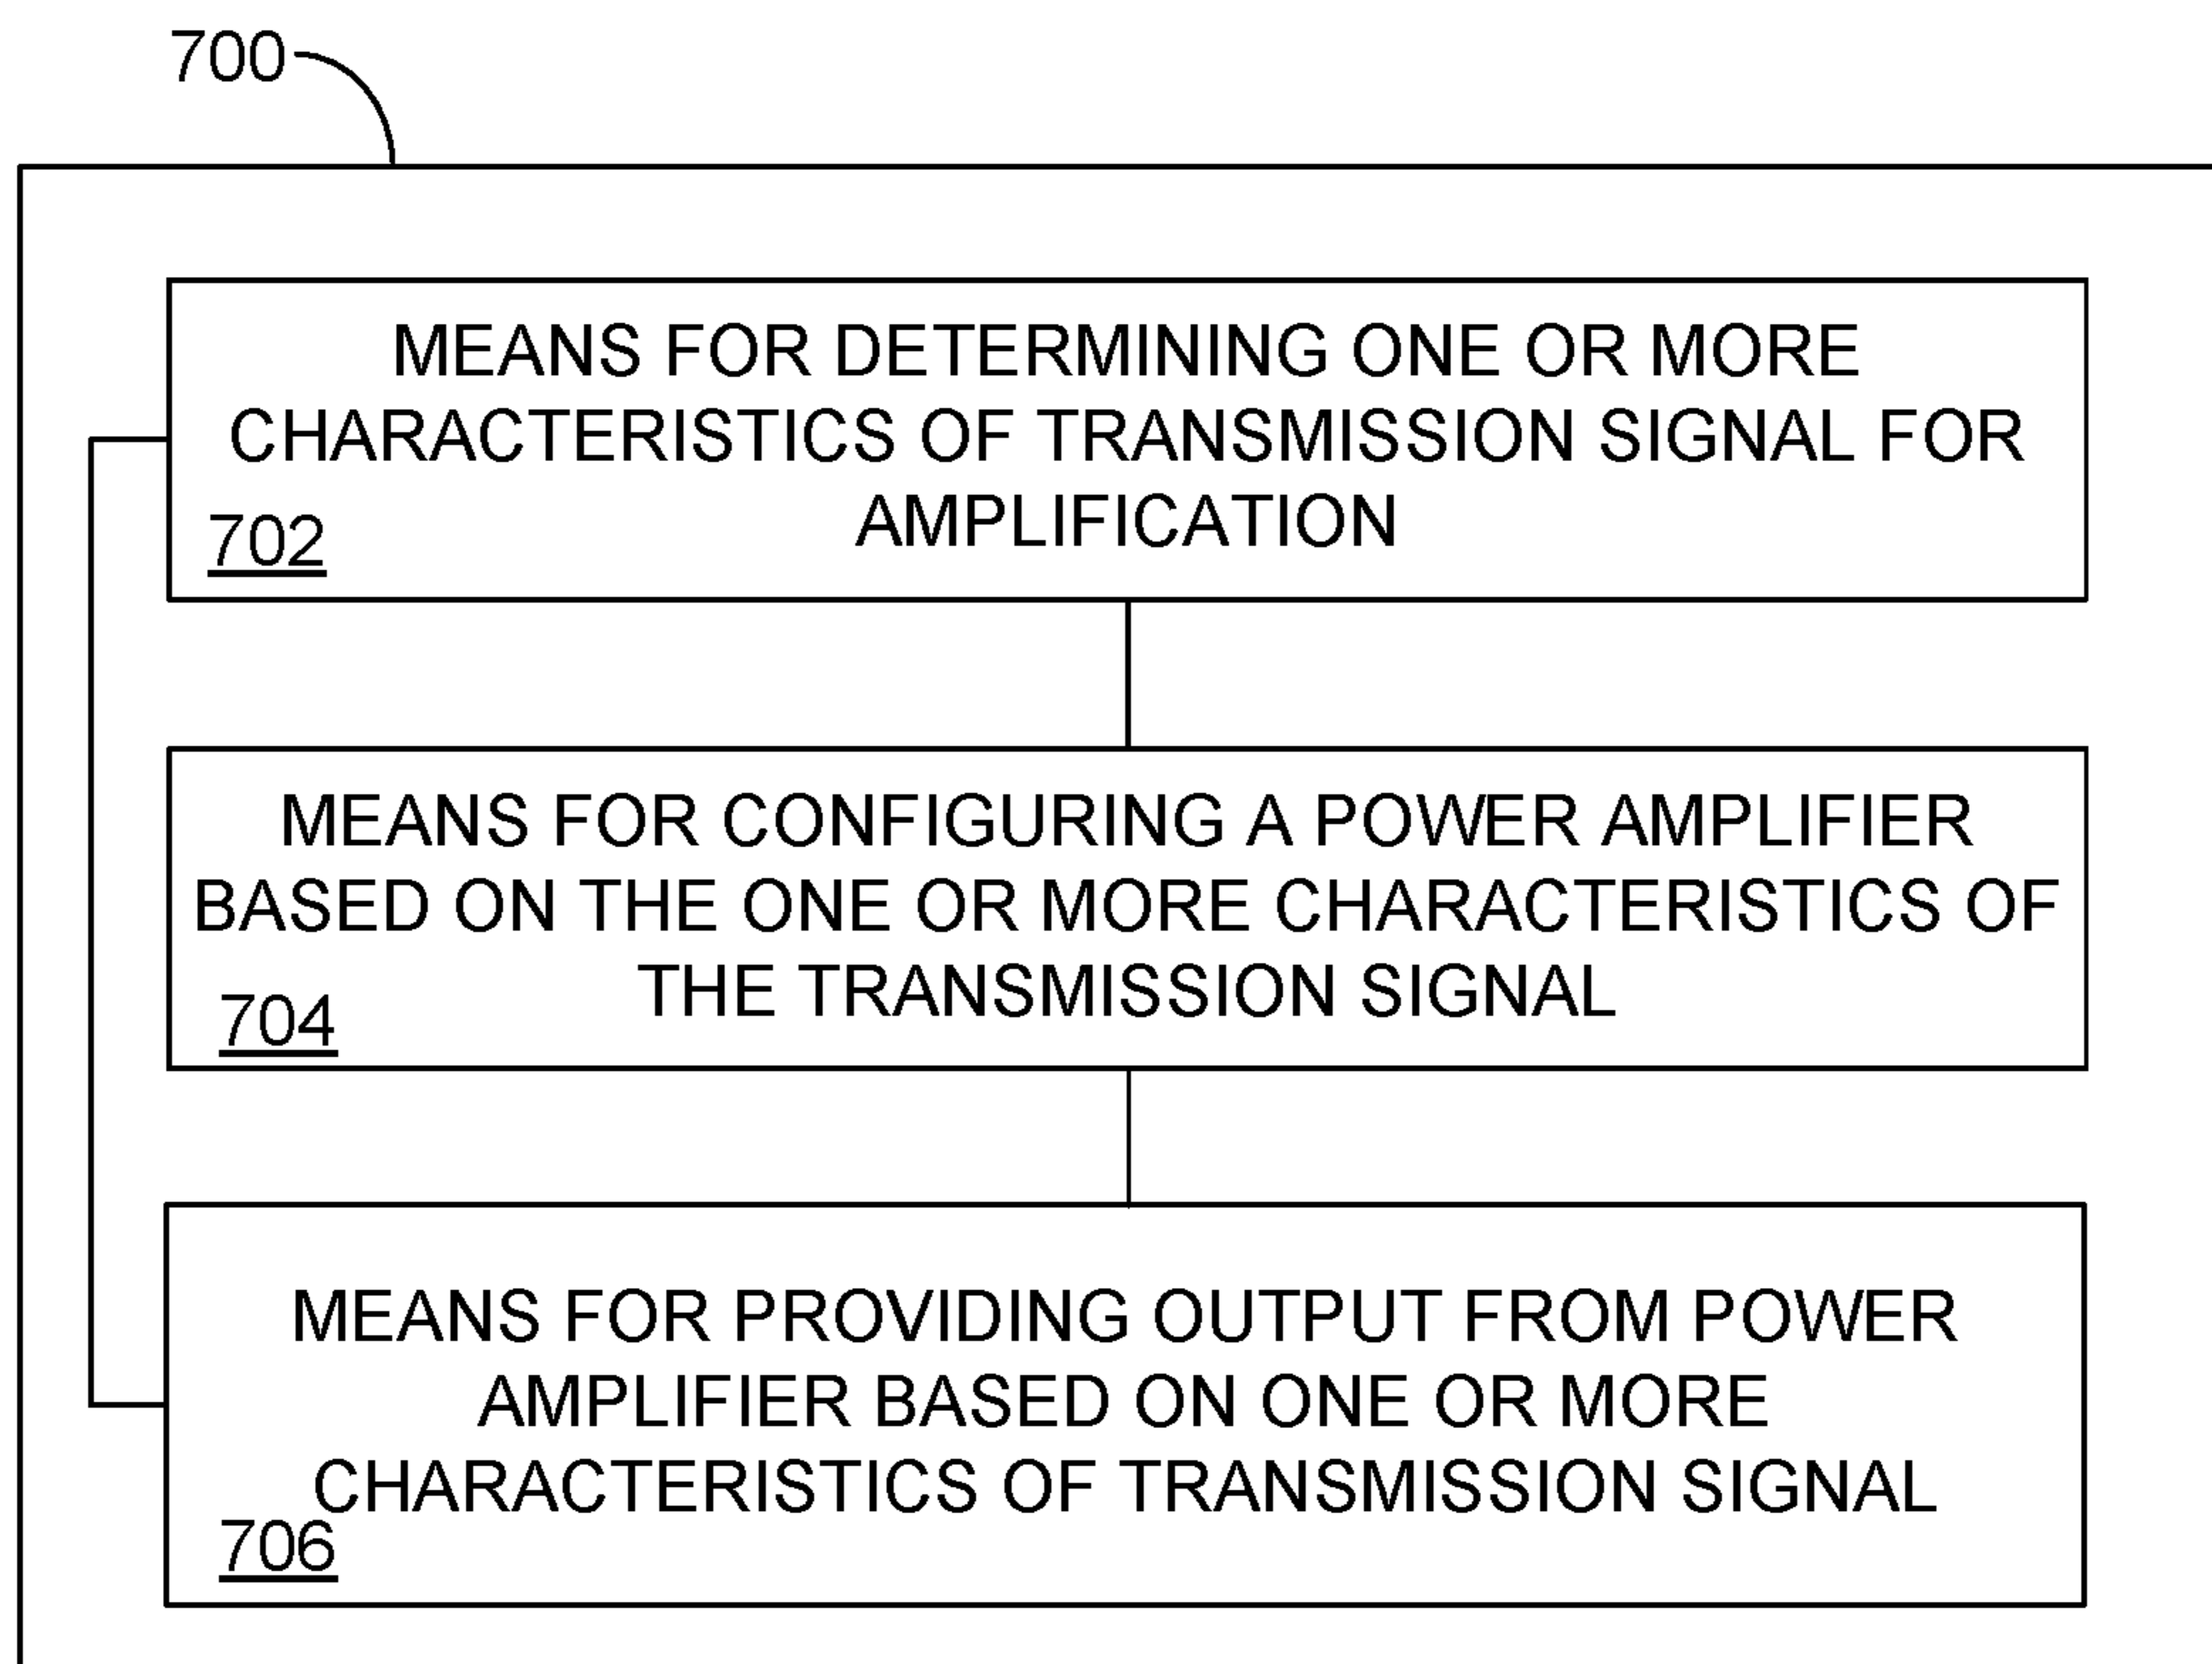 700
MEANS FOR DETERMINING ONE OR MORE
CHARACTERISTICS OF TRANSMISSION SIGNAL FOR
AMPLIFICATION
702
MEANS FOR CONFIGURING A POWER AMPLIFIER
BASED ON THE ONE OR MORE CHARACTERISTICS OF
THE TRANSMISSION SIGNAL
704
MEANS FOR PROVIDING OUTPUT FROM POWER
AMPLIFIER BASED ON ONE OR MORE
CHARACTERISTICS OF TRANSMISSION SIGNAL
706